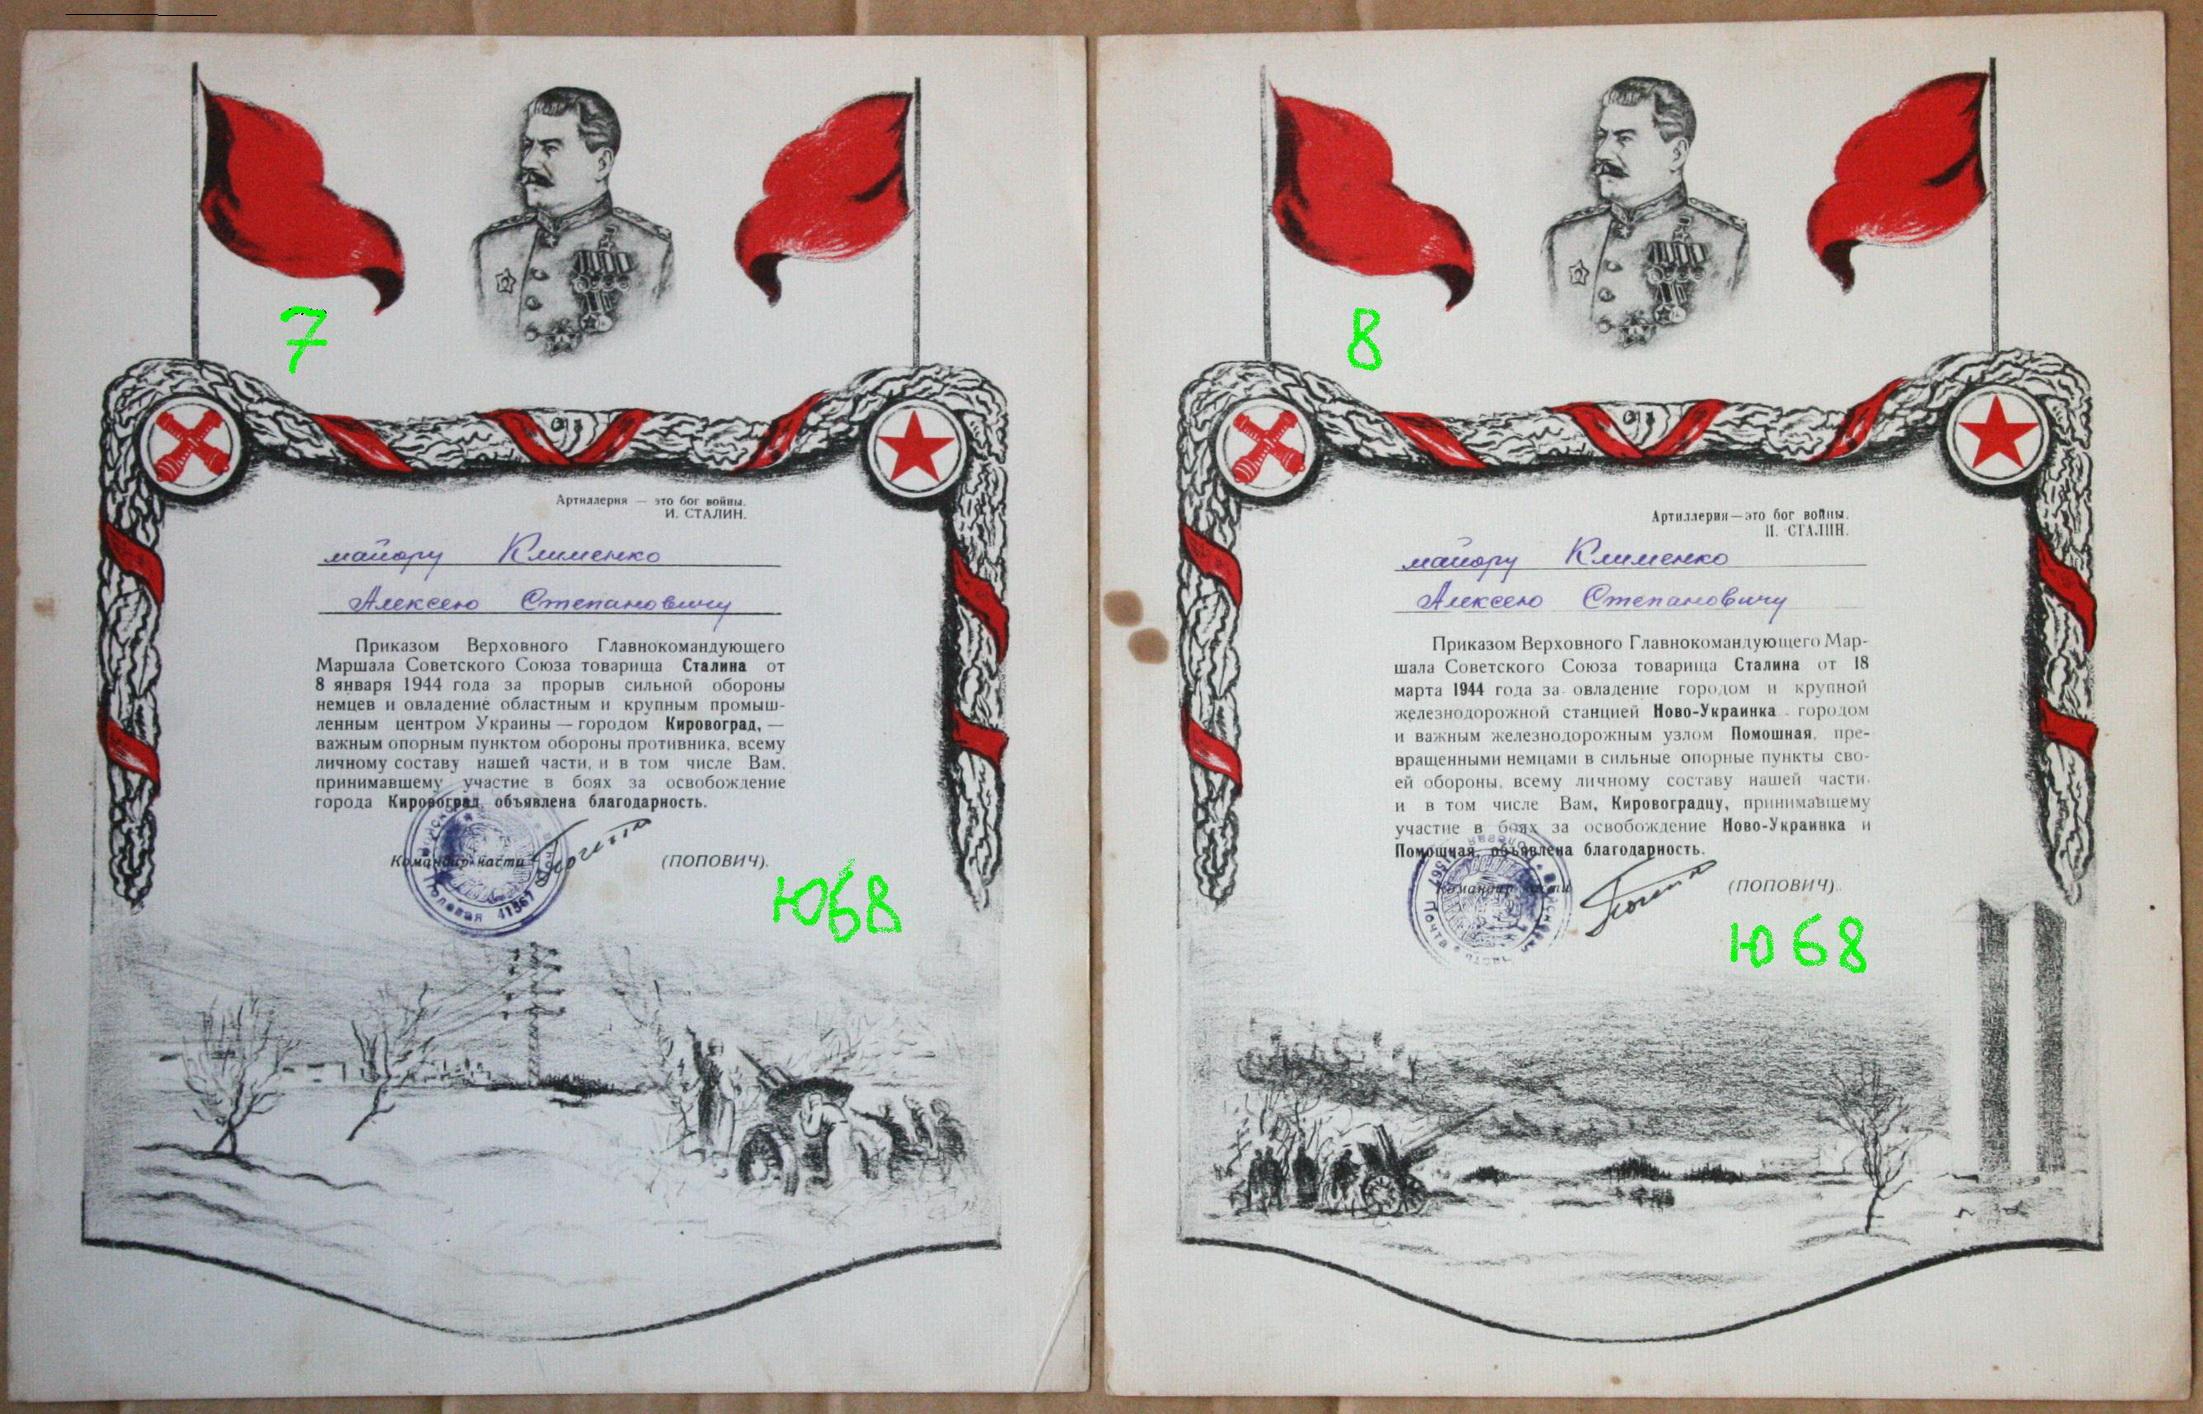 7
Артиллерия — это бог войны.
И. СТАЛИН.
майору Клименко
Алексею Степановичу
Приказом Верховного Главнокомандующего
Маршала Советского Союза товарища Сталина от
8 января 1944 года за прорыв сильной обороны
немцев и овладение областным и крупным промыш-
ленным центром Украины — городом Кировоград, —
важным опорным пунктом обороны противника, всему
личному составу нашей части, и в том числе Вам,
принимавшему участие в боях за освобождение
города Кировоград, объявлена благодарность.
Командир части (ПОПОВИЧ).
Полевая 41567
Ю68
8
Артиллерия—это бог войны.
И. СТАЛИН.
майору Клименко
Алексею Степановичу
Приказом Верховного Главнокомандующего Мар-
шала Советского Союза товарища Сталина от 18
марта 1944 года за овладение городом и крупной
железнодорожной станцией Ново-Украинка - городом
и важным железнодорожным узлом Помошная, пре-
вращенными немцами в сильные опорные пункты сво-
ей обороны, всему личному составу нашей части,
и в том числе Вам, Кировоградцу, принимавшему
участие в боях за освобождение Ново-Украинка и
Помошная, объявлена благодарность.
Командир части (ПОПОВИЧ).
Полевая Почта 41567
Ю68